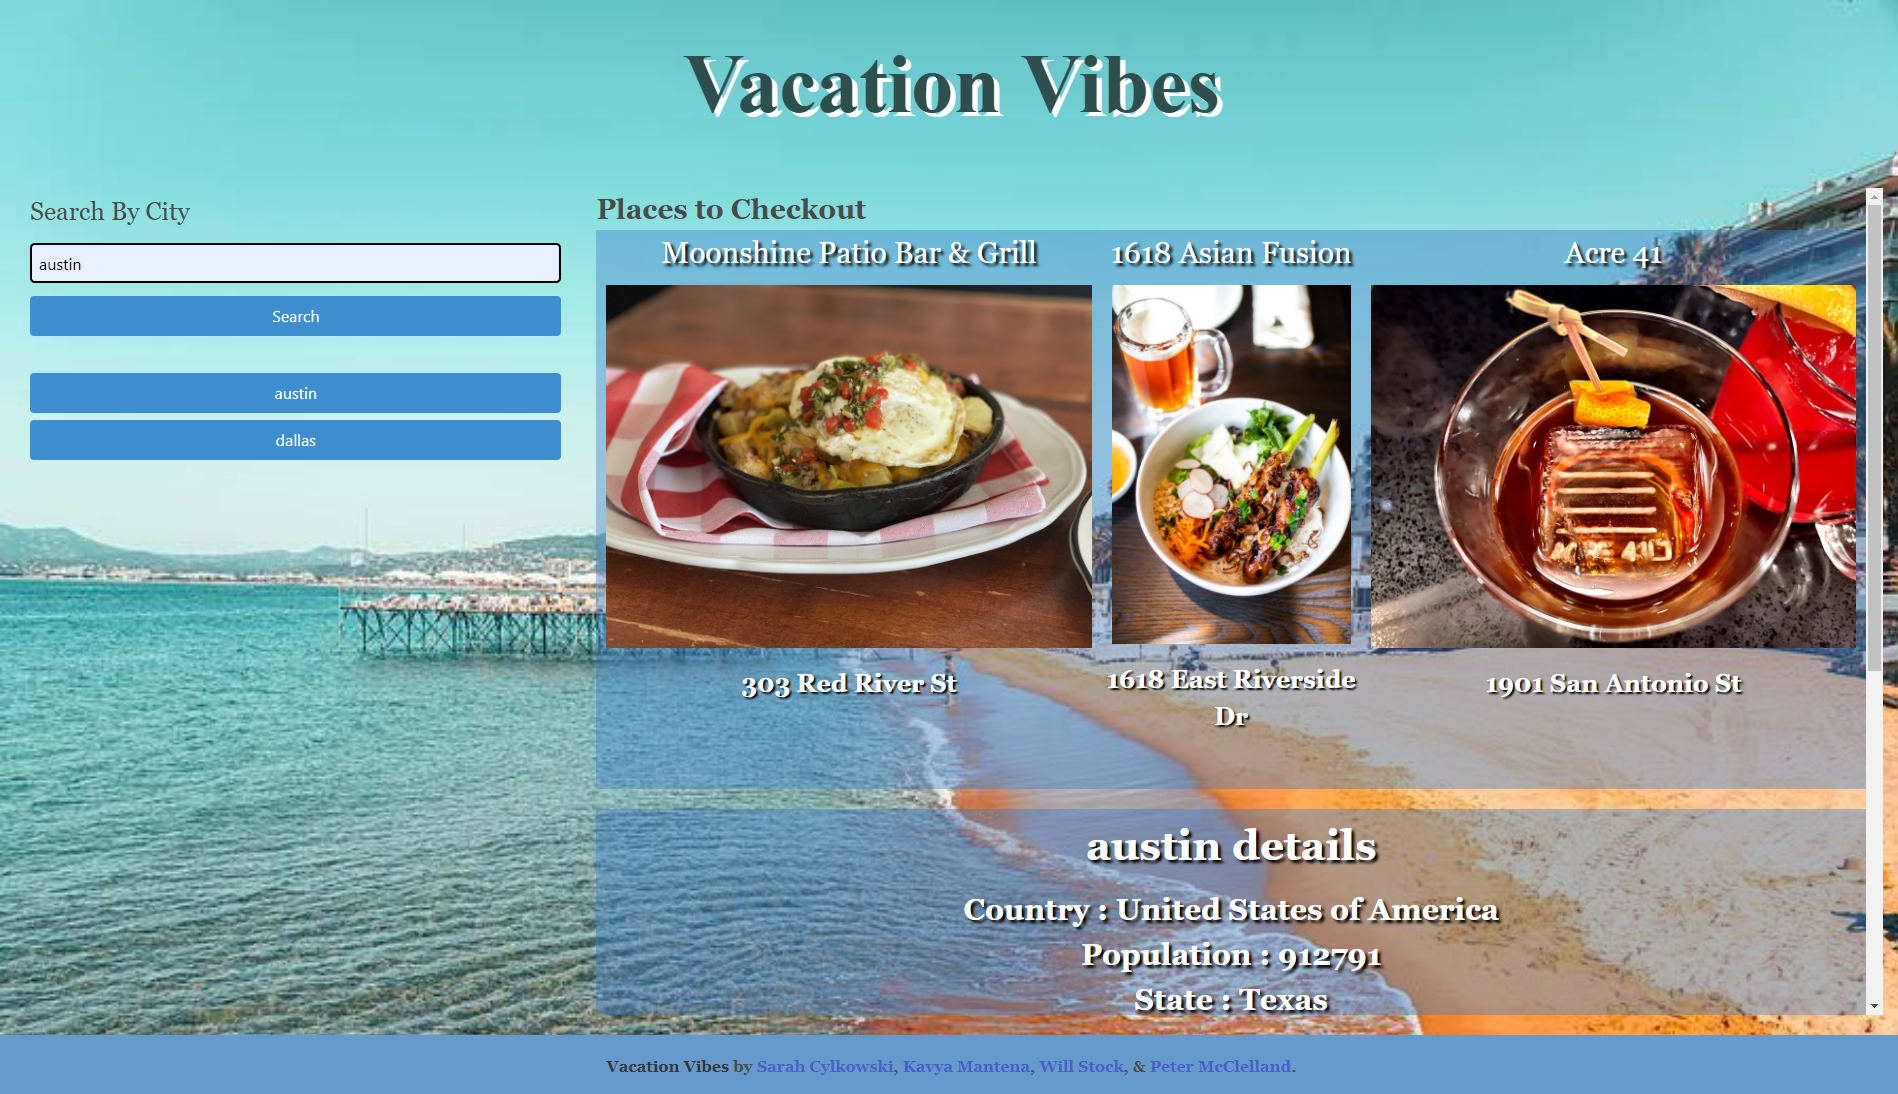 Vacation Vibes
Search By City
austin
Search
austin
dallas
Places to Checkout
Moonshine Patio Bar & Grill
1618 Asian Fusion
Acre 41
303 Red River St
1618 East Riverside
Dr
1901 San Antonio St
austin details
Country : United States of America
Population : 912791
State : Texas
Vacation Vibes by Sarah Cylkowski, Kavya Mantena, Will Stock, & Peter McClelland.